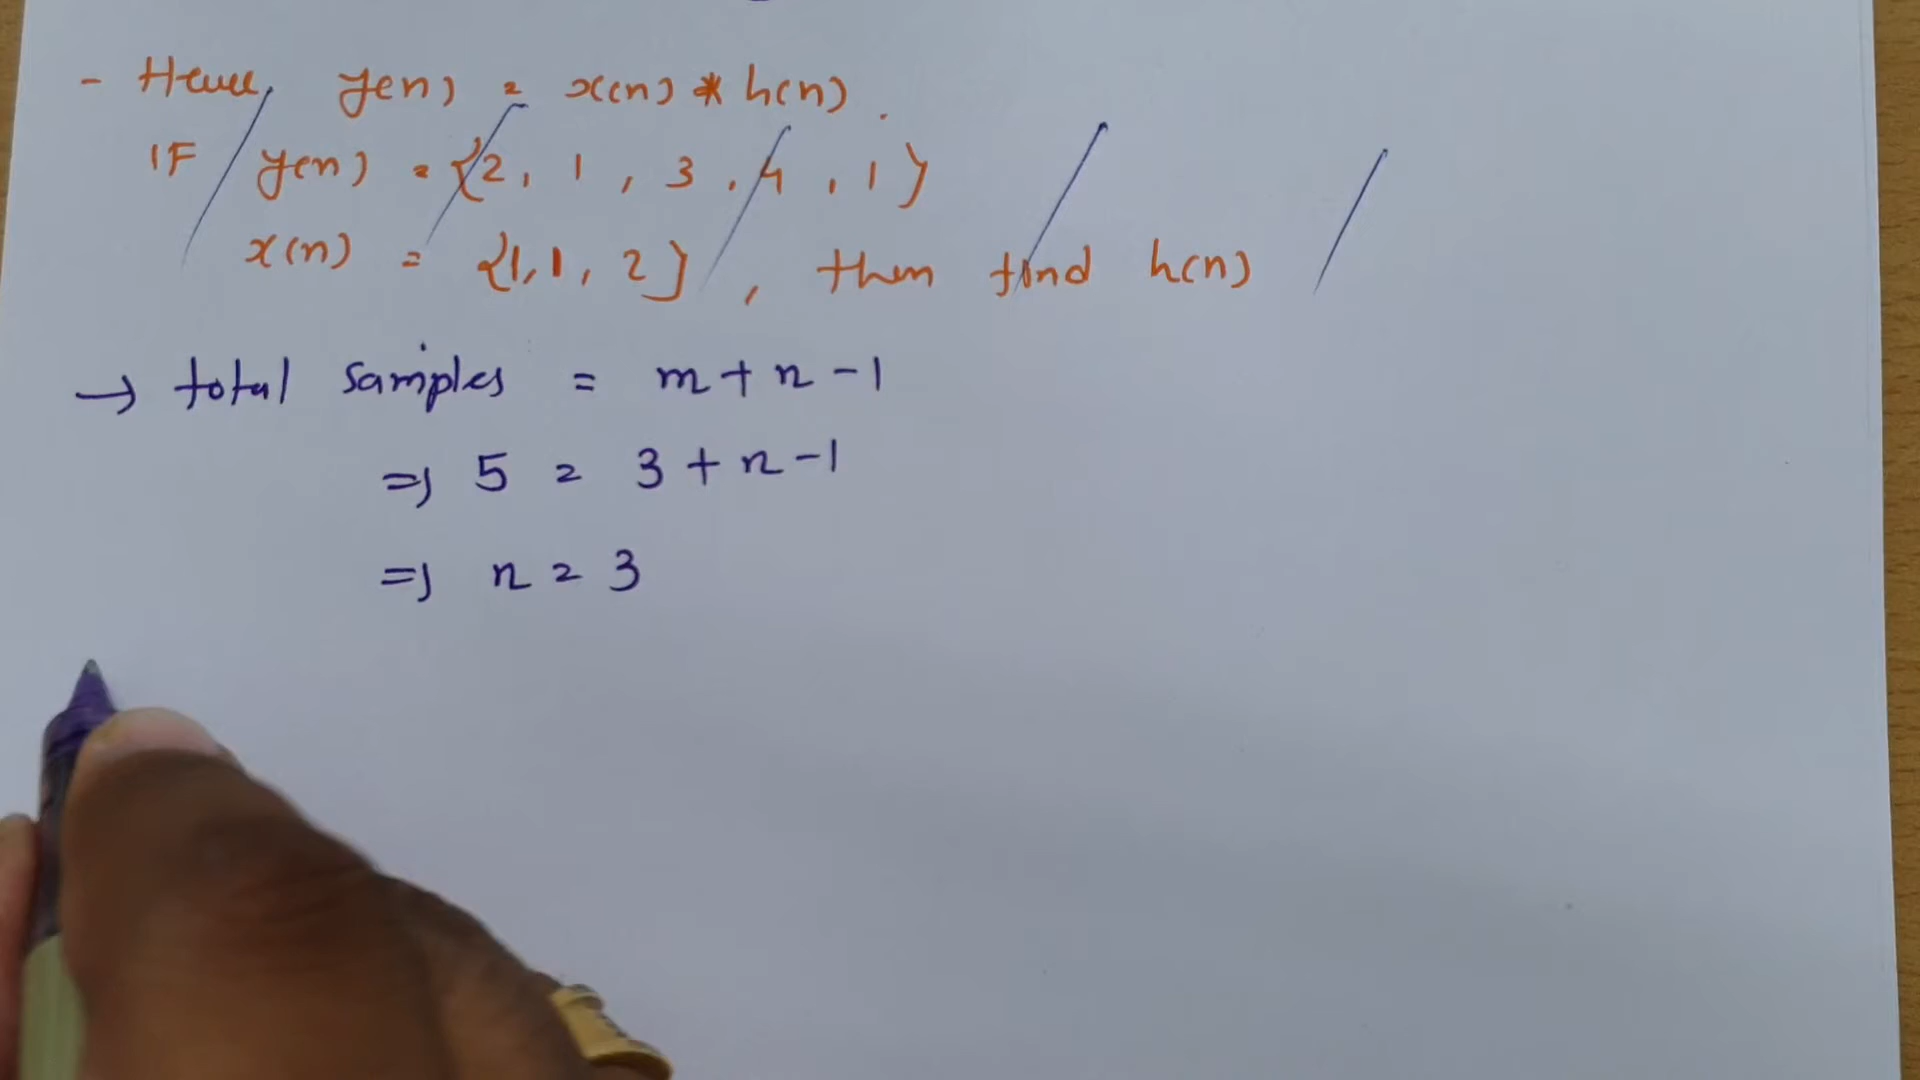 - Here, y(n) = x(n) * h(n).
IF y(n) = {2, 1, 3, 4, 1}
x(n) = {1, 1, 2}, then find h(n)
→ total samples = m + n - 1
=> 5 = 3 + n - 1
=> n = 3